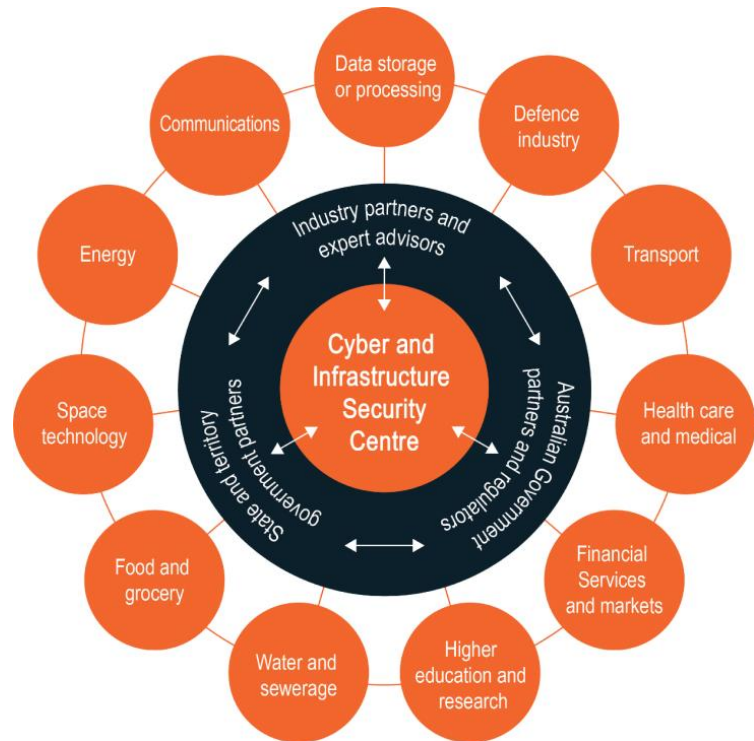 Data storage
or processing
Defence
industry
Transport
Health care
and medical
Financial
Services
and markets
Higher
education and
research
Water and
sewerage
Food and
grocery
Space
technology
Energy
Communications
Industry partners and
expert advisors
Australian Government
partners and regulators
State and territory
government partners
Cyber and
Infrastructure
Security
Centre